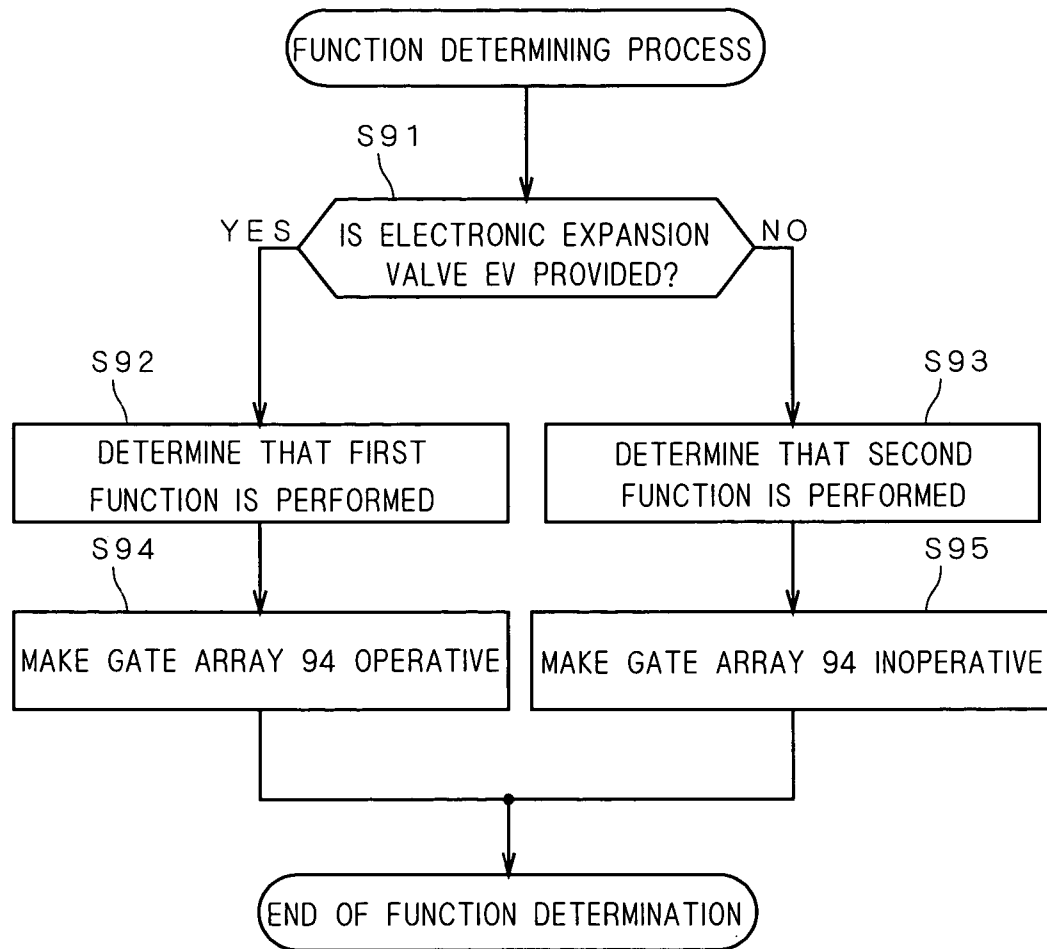 FUNCTION DETERMINING PROCESS
S91
YES
IS ELECTRONIC EXPANSION
VALVE EV PROVIDED?
NO
S92
DETERMINE THAT FIRST
FUNCTION IS PERFORMED
S93
DETERMINE THAT SECOND
FUNCTION IS PERFORMED
S94
MAKE GATE ARRAY 94 OPERATIVE
S95
MAKE GATE ARRAY 94 INOPERATIVE
END OF FUNCTION DETERMINATION